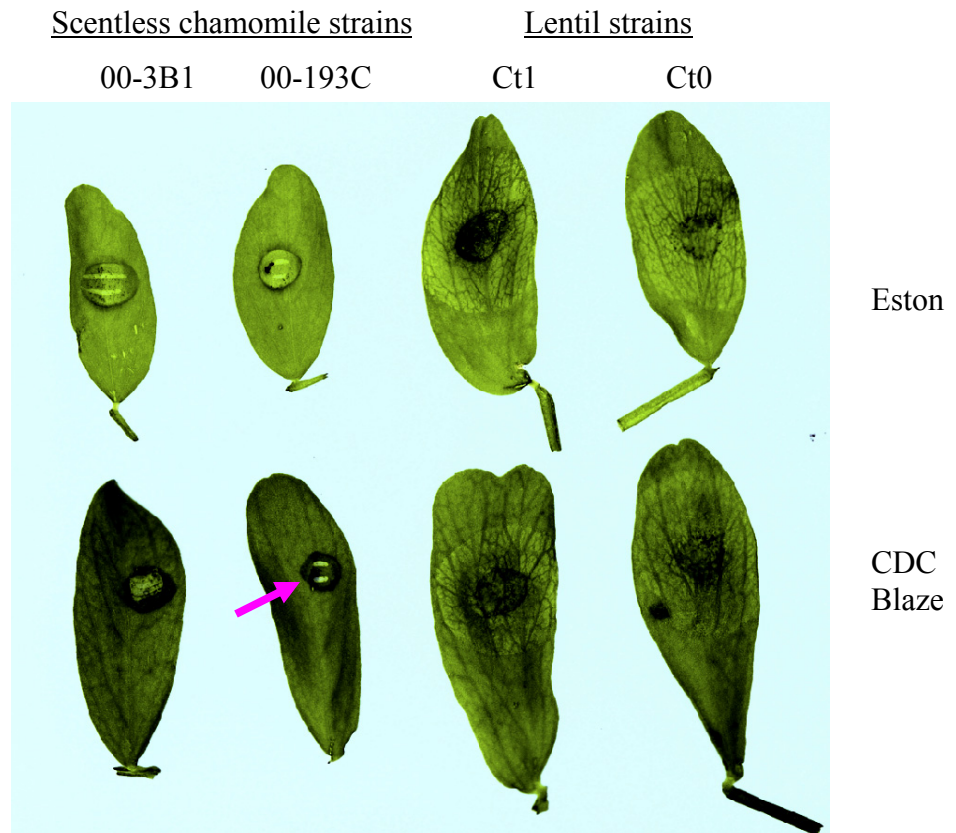 Scentless chamomile strains Lentil strains
00-3B1 00-193C Ct1 Ct0
Eston
CDC
Blaze